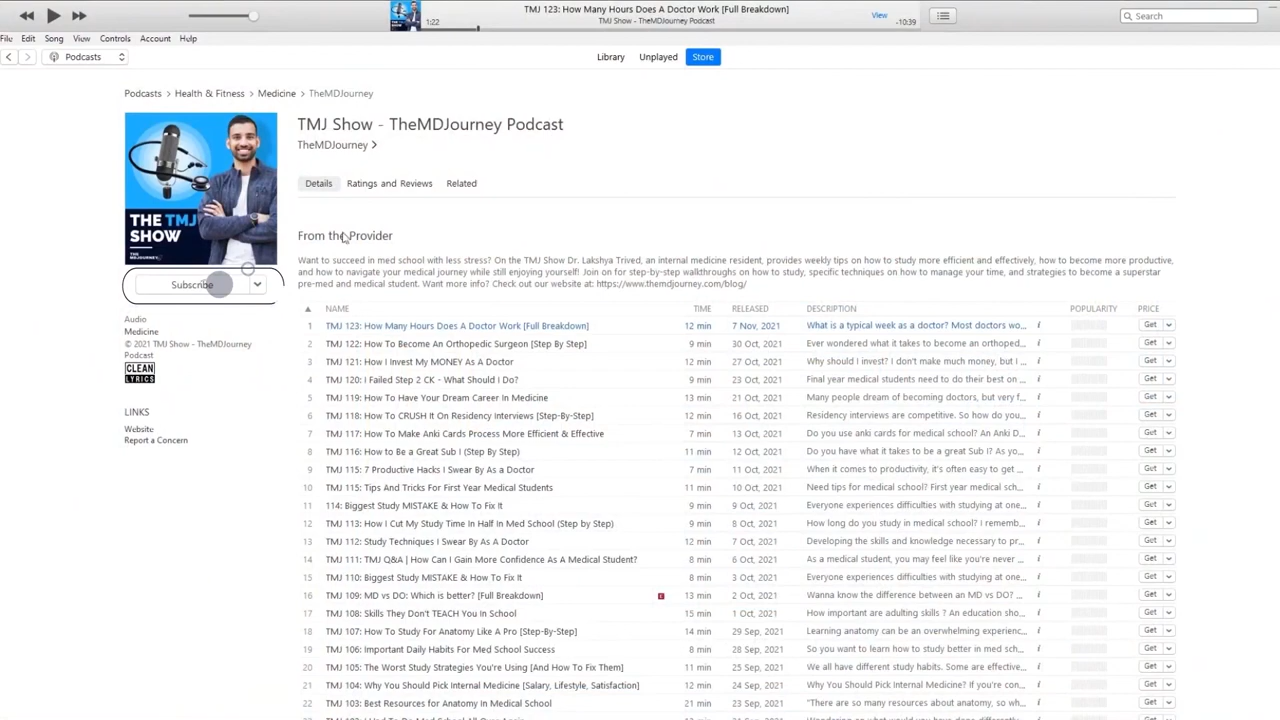 TMJ 123: How Many Hours Does A Doctor Work [Full Breakdown]
TMJ Show - TheMDJourney Podcast
1:22
View
-10:39
Search
File Edit Song View Controls Account Help
Podcasts
Library Unplayed Store
Podcasts > Health & Fitness > Medicine > TheMDJourney
TMJ Show - TheMDJourney Podcast
TheMDJourney >
Details Ratings and Reviews Related
THE TMJ
SHOW
THEMDJOURNEY
Subscribe
Audio
Medicine
© 2021 TMJ Show - TheMDJourney
Podcast
CLEAN
LYRICS
LINKS
Website
Report a Concern
From the Provider
Want to succeed in med school with less stress? On the TMJ Show Dr. Lakshya Trived, an internal medicine resident, provides weekly tips on how to study more efficient and effectively, how to become more productive,
and how to navigate your medical journey while still enjoying yourself! Join on for step-by-step walkthroughs on how to study, specific techniques on how to manage your time, and strategies to become a superstar
pre-med and medical student. Want more info? Check out our website at: https://www.themdjourney.com/blog/
NAME TIME RELEASED DESCRIPTION POPULARITY PRICE
1 TMJ 123: How Many Hours Does A Doctor Work [Full Breakdown] 12 min 7 Nov, 2021 What is a typical week as a doctor? Most doctors wo... i Get
2 TMJ 122: How To Become An Orthopedic Surgeon [Step By Step] 9 min 30 Oct, 2021 Ever wondered what it takes to become an orthoped... i Get
3 TMJ 121: How I Invest My MONEY As A Doctor 12 min 27 Oct, 2021 Why should I invest? I don't make much money, but I ... i Get
4 TMJ 120: I Failed Step 2 CK - What Should I Do? 9 min 23 Oct, 2021 Final year medical students need to do their best on ... i Get
5 TMJ 119: How To Have Your Dream Career In Medicine 13 min 21 Oct, 2021 Many people dream of becoming doctors, but very f... i Get
6 TMJ 118: How To CRUSH It On Residency Interviews [Step-By-Step] 12 min 16 Oct, 2021 Residency interviews are competitive. So how do you... i Get
7 TMJ 117: How To Make Anki Cards Process More Efficient & Effective 7 min 13 Oct, 2021 Do you use anki cards for medical school? An Anki D... i Get
8 TMJ 116: How to Be a Great Sub I (Step By Step) 11 min 12 Oct, 2021 Do you have what it takes to be a great Sub I? As yo... i Get
9 TMJ 115: 7 Productive Hacks I Swear By As a Doctor 7 min 11 Oct, 2021 When it comes to productivity, it's often easy to get ... i Get
10 TMJ 115: Tips And Tricks For First Year Medical Students 7 min 10 Oct, 2021 Need tips for medical school? First year medical stud... i Get
11 114: Biggest Study MISTAKE & How To Fix It 9 min 9 Oct, 2021 Everyone experiences difficulties with studying at one... i Get
12 TMJ 113: How I Cut My Study Time In Half In Med School (Step by Step) 9 min 8 Oct, 2021 How long do you study in medical school? I rememb... i Get
13 TMJ 112: Study Techniques I Swear By As A Doctor 12 min 7 Oct, 2021 Developing the skills and knowledge necessary to pr... i Get
14 TMJ 111: TMJ Q&A | How Can I Gain More Confidence As A Medical Student? 8 min 6 Oct, 2021 As a medical student, you may feel like you're never ... i Get
15 TMJ 110: Biggest Study MISTAKE & How To Fix It 8 min 3 Oct, 2021 Everyone experiences difficulties with studying at one... i Get
16 TMJ 109: MD vs DO: Which is better? [Full Breakdown] E 13 min 2 Oct, 2021 Wanna know the difference between an MD vs DO? ... i Get
17 TMJ 108: Skills They Don't TEACH You In School 15 min 1 Oct, 2021 How important are adulting skills ? An education sho... i Get
18 TMJ 107: How To Study For Anatomy Like A Pro [Step-By-Step] 14 min 29 Sep, 2021 Learning anatomy can be an overwhelming experienc... i Get
19 TMJ 106: Important Daily Habits For Med School Success 8 min 26 Sep, 2021 So you want to learn how to study better in med sch... i Get
20 TMJ 105: The Worst Study Strategies You're Using [And How To Fix Them] 11 min 25 Sep, 2021 We all have different study habits. Some are effective... i Get
21 TMJ 104: Why You Should Pick Internal Medicine [Salary, Lifestyle, Satisfaction] 12 min 24 Sep, 2021 Why You Should Pick Internal Medicine? If you're con... i Get
22 TMJ 103: Best Resources for Anatomy In Medical School 21 min 23 Sep, 2021 "There are so many resources about anatomy, so wh... i Get